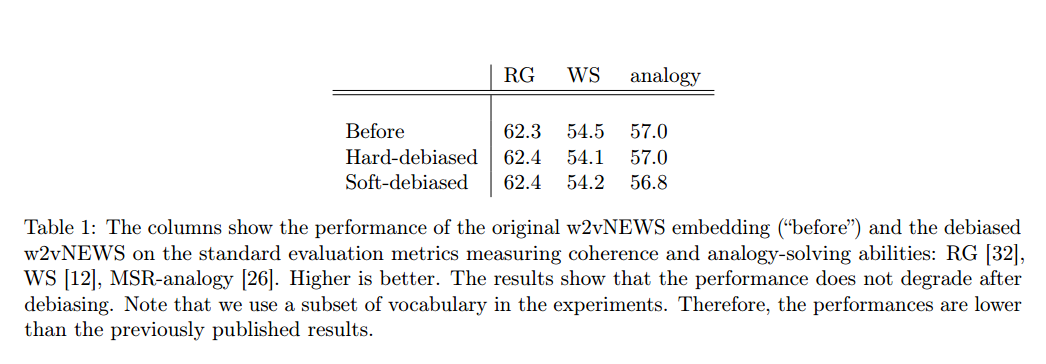 RG WS analogy
Before 62.3 54.5 57.0
Hard-debiased 62.4 54.1 57.0
Soft-debiased 62.4 54.2 56.8
Table 1: The columns show the performance of the original w2vNEWS embedding (“before”) and the debiased
w2vNEWS on the standard evaluation metrics measuring coherence and analogy-solving abilities: RG [32],
WS [12], MSR-analogy [26]. Higher is better. The results show that the performance does not degrade after
debiasing. Note that we use a subset of vocabulary in the experiments. Therefore, the performances are lower
than the previously published results.